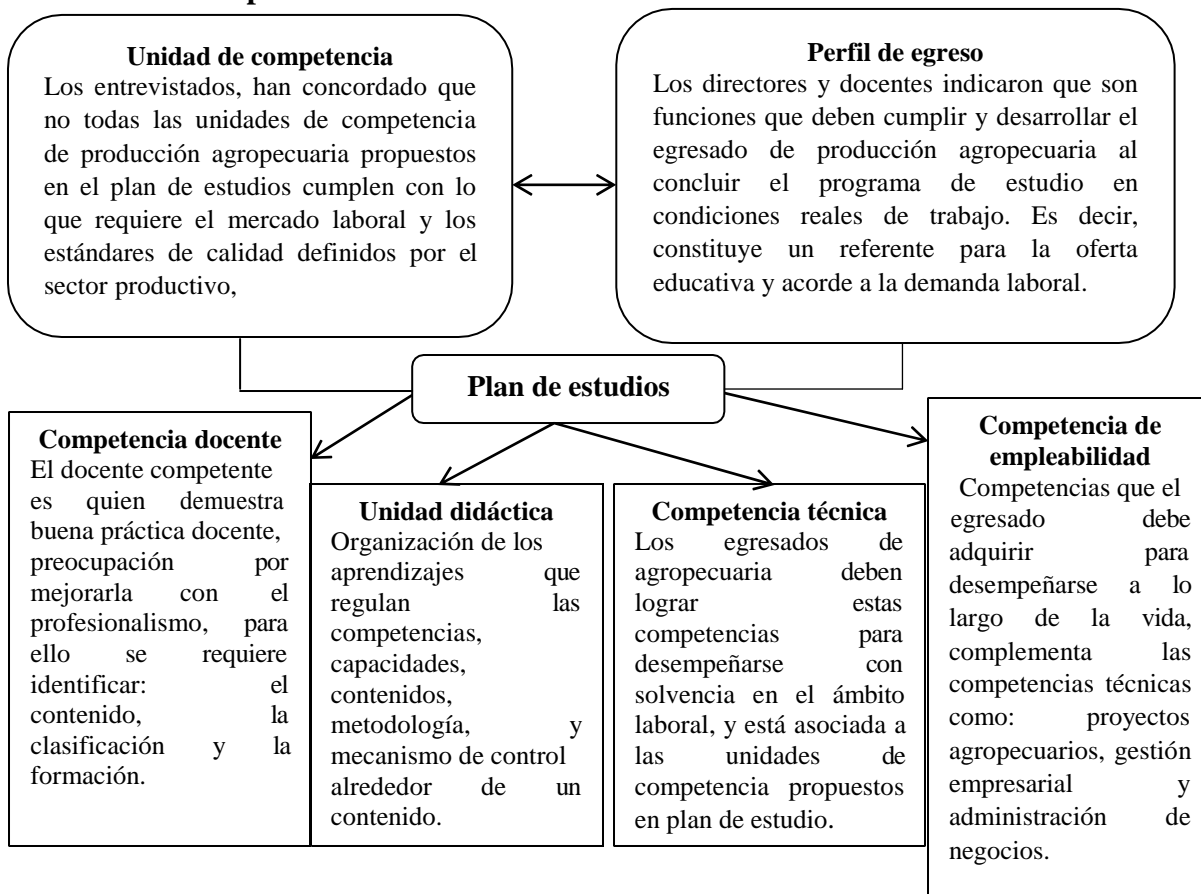 Unidad de competencia
Los entrevistados, han concordado que
no todas las unidades de competencia
de producción agropecuaria propuestos
en el plan de estudios cumplen con lo
que requiere el mercado laboral y los
estándares de calidad definidos por el
sector productivo,
Perfil de egreso
Los directores y docentes indicaron que son
funciones que deben cumplir y desarrollar el
egresado de producción agropecuaria al
concluir el programa de estudio en
condiciones reales de trabajo. Es decir,
constituye un referente para la oferta
educativa y acorde a la demanda laboral.
Plan de estudios
Competencia docente
El docente competente
es quien demuestra
buena práctica docente,
preocupación por
mejorarla con el
profesionalismo, para
ello se requiere
identificar: el
contenido, la
clasificación y la
formación.
Unidad didáctica
Organización de los
aprendizajes que
regulan las
competencias,
capacidades,
contenidos,
metodología, y
mecanismo de control
alrededor de un
contenido.
Competencia técnica
Los egresados de
agropecuaria deben
lograr estas
competencias para
desempeñarse con
solvencia en el ámbito
laboral, y está asociada a
las unidades de
competencia propuestos
en plan de estudio.
Competencia de
empleabilidad
Competencias que el
egresado debe
adquirir para
desempeñarse a lo
largo de la vida,
complementa las
competencias técnicas
como: proyectos
agropecuarios, gestión
empresarial y
administración de
negocios.